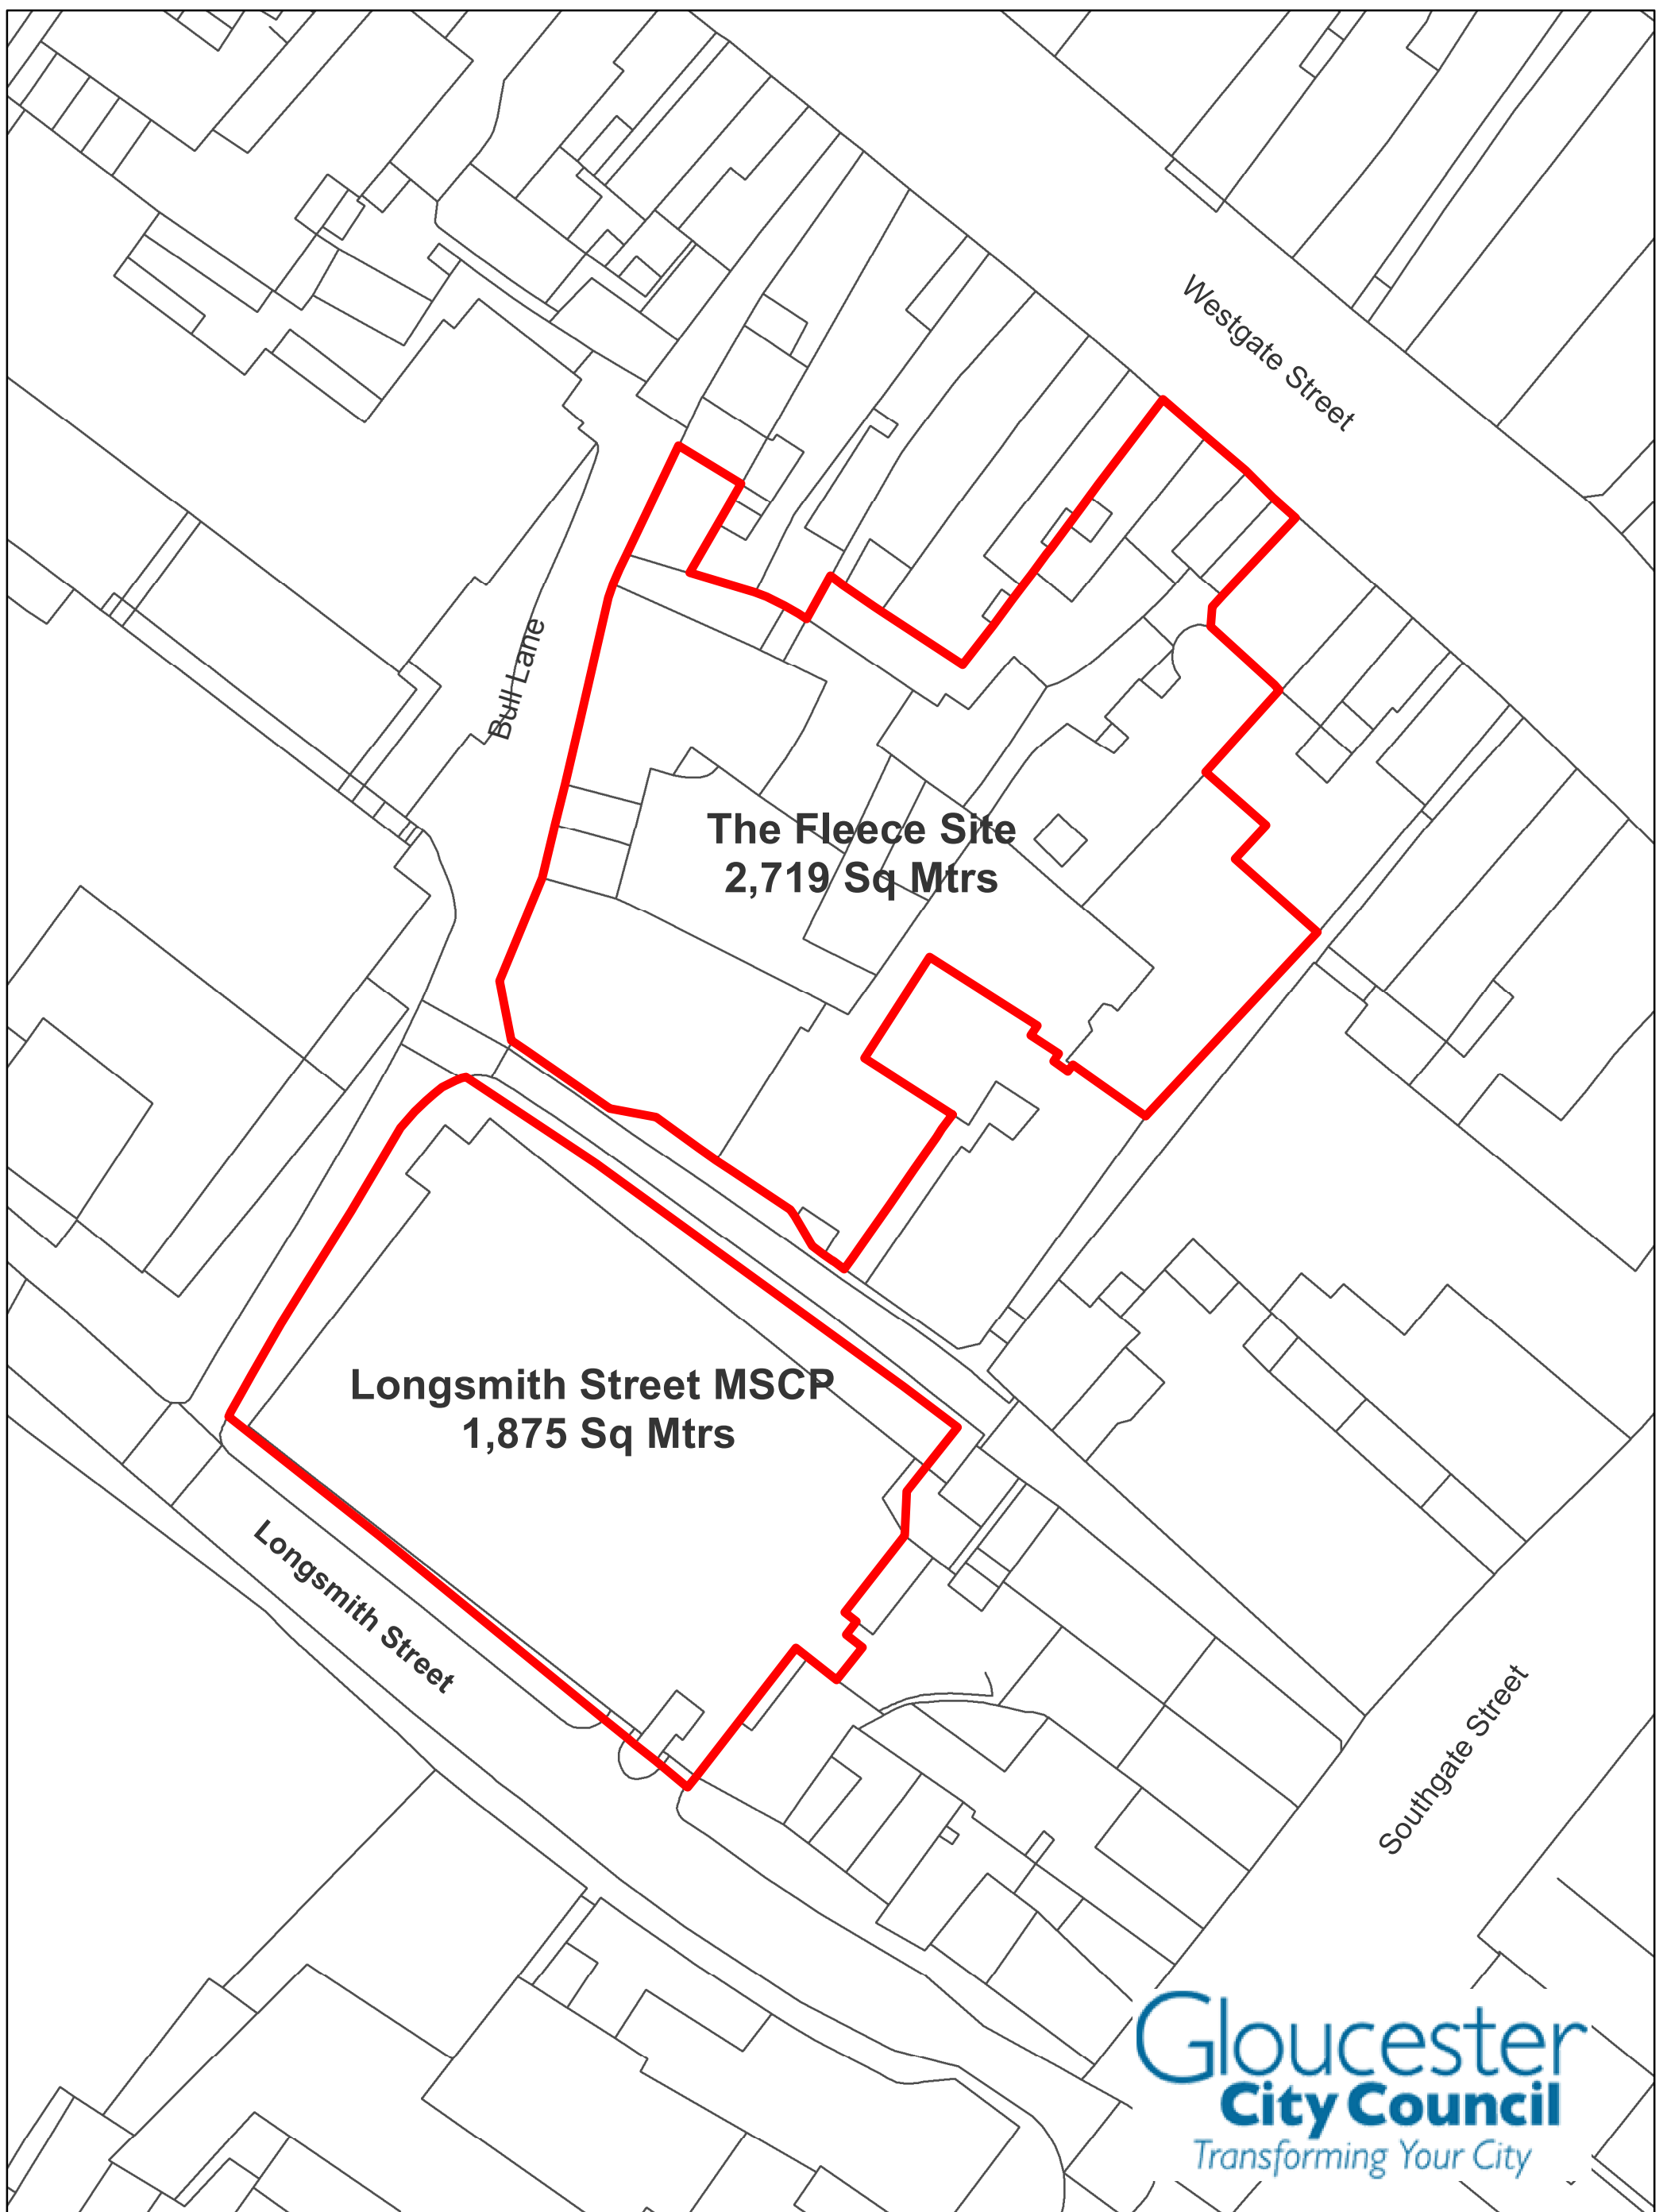 Westgate Street
Bull Lane
The Fleece Site
2,719 Sq Mtrs
Longsmith Street MSCP
1,875 Sq Mtrs
Longsmith Street
Southgate Street
Gloucester
City Council
Transforming Your City